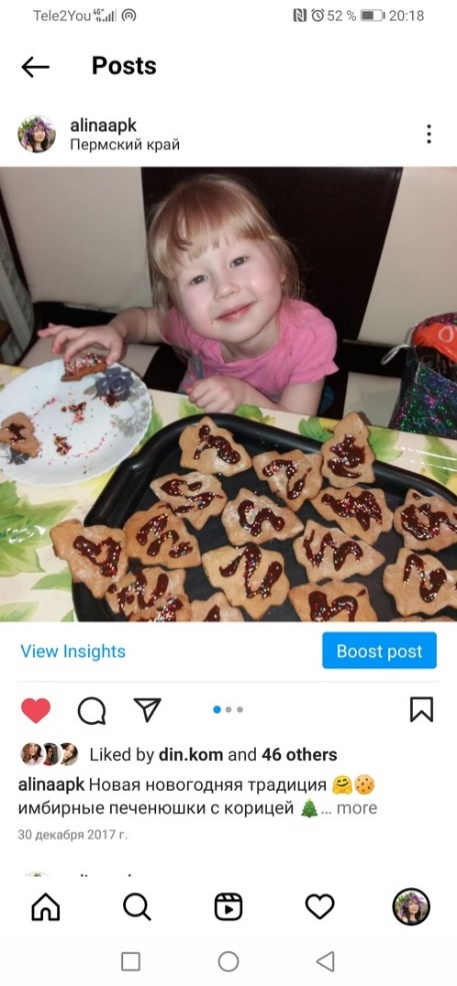 Tele2You 4G 52 % 20:18
Posts
alinaapk
Пермский край
View Insights
Boost post
Liked by din.kom and 46 others
alinaapk Новая новогодняя традиция 🤗🍪
имбирные печенюшки с корицей 🎄... more
30 декабря 2017 г.